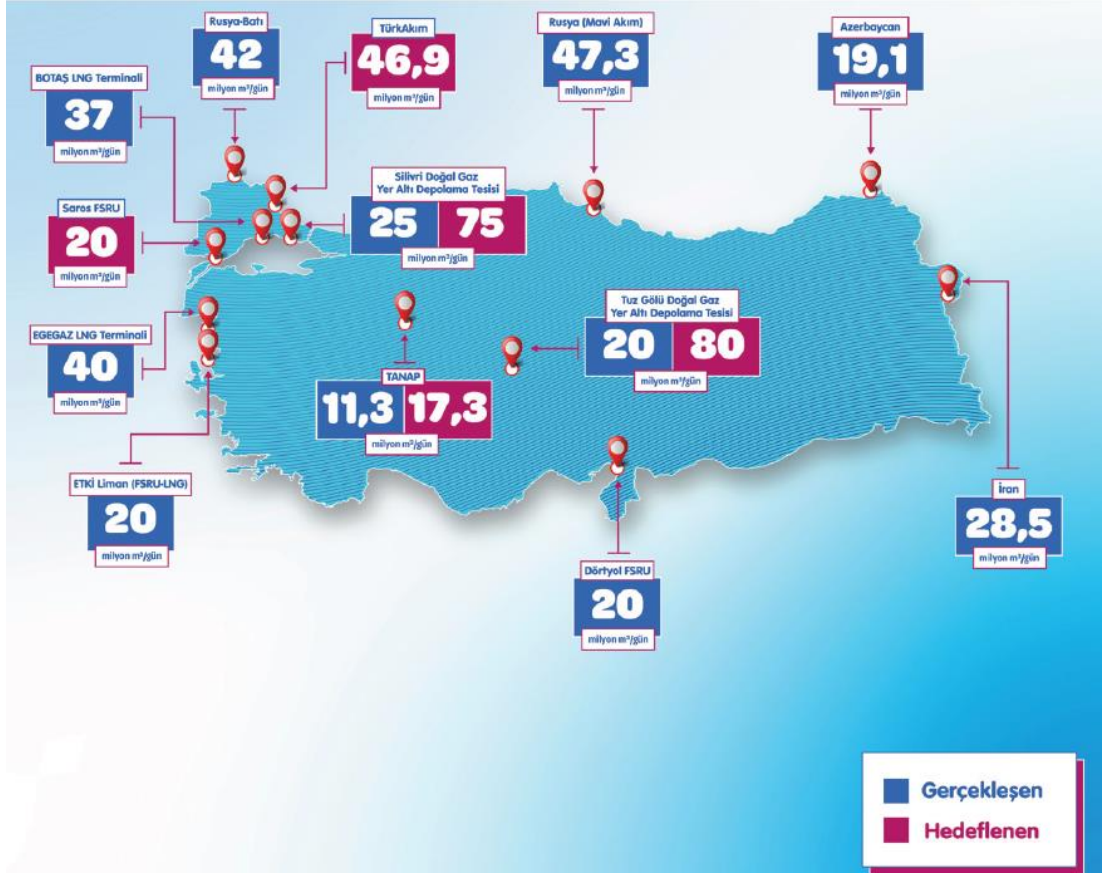 Rusya-Batı
42
milyon m³/gün
TürkAkım
46,9
milyon m³/gün
Rusya (Mavi Akım)
47,3
milyon m³/gün
Azerbaycan
19,1
milyon m³/gün
BOTAŞ LNG Terminali
37
milyon m³/gün
Silivri Doğal Gaz
Yer Altı Depolama Tesisi
25 75
milyon m³/gün
Saros FSRU
20
milyon m³/gün
EGEGAZ LNG Terminali
40
milyon m³/gün
Tuz Gölü Doğal Gaz
Yer Altı Depolama Tesisi
20 80
milyon m³/gün
TANAP
11,3 17,3
milyon m³/gün
ETKİ Liman (FSRU-LNG)
20
milyon m³/gün
İran
28,5
milyon m³/gün
Dörtyol FSRU
20
milyon m³/gün
Gerçekleşen
Hedeflenen